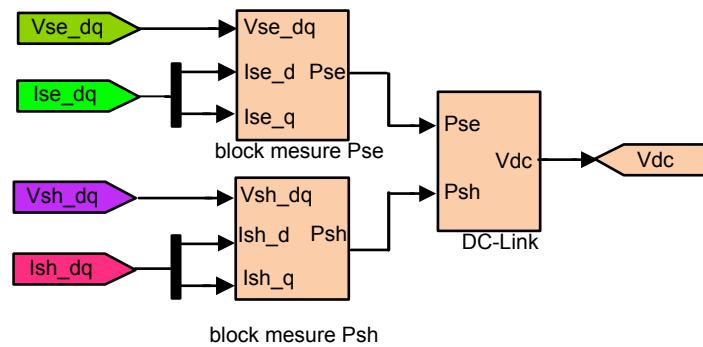 Vse_dq
Ise_dq
Vse_dq
Ise_d
Pse
Ise_q
block mesure Pse
Vsh_dq
Ish_dq
Vsh_dq
Ish_d
Psh
Ish_q
block mesure Psh
Pse
Vdc
Psh
DC-Link
Vdc